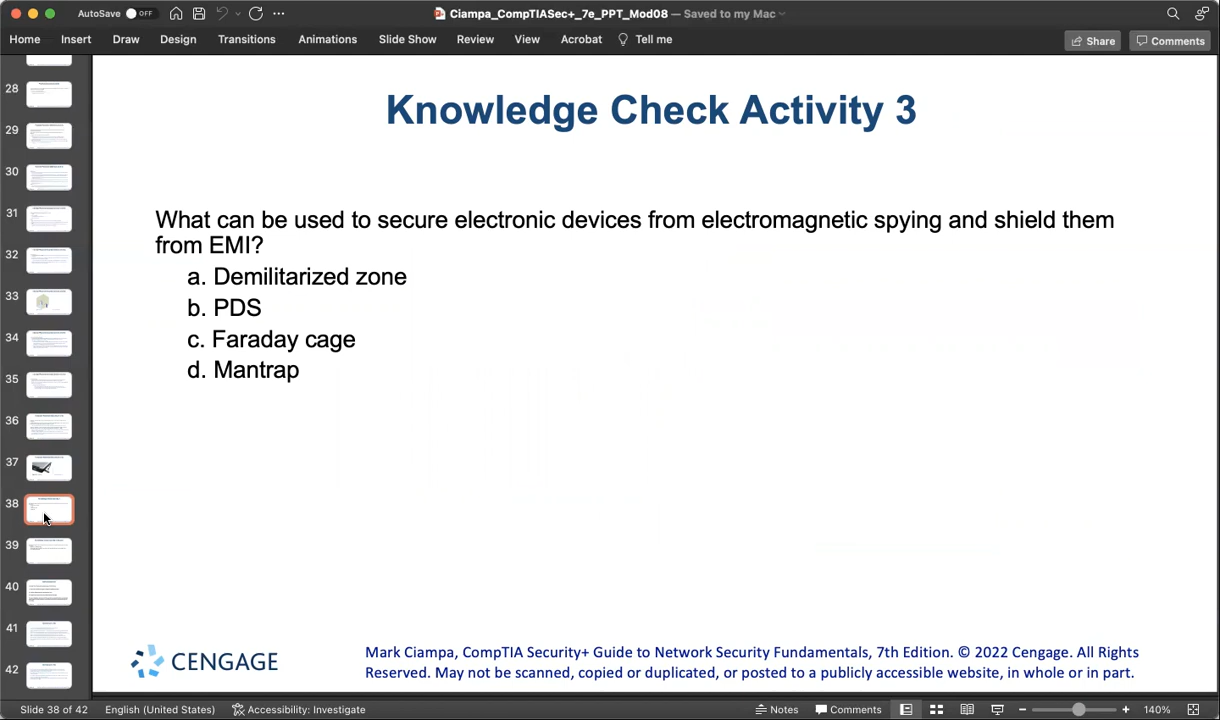 AutoSave OFF
Ciampa_CompTIASec+_7e_PPT_Mod08 — Saved to my Mac
Home Insert Draw Design Transitions Animations Slide Show Review View Acrobat Tell me
Share Comments
Knowledge Check Activity 3
What can be used to secure eictronic devices from electromagnetic spying and shield them
from EMI?
a. Demilitarized zone
b. PDS
c. Faraday cage
d. Mantrap
28
29
30
31
32
33
34
35
36
37
38
39
40
41
42
CENGAGE
Mark Ciampa, CompTIA Security+ Guide to Network Security Fundamentals, 7th Edition. © 2022 Cengage. All Rights
Reserved. May not be scanned, copied or duplicated, or posted to a publicly accessible website, in whole or in part.
Slide 38 of 42 English (United States) Accessibility: Investigate Notes Comments 140%